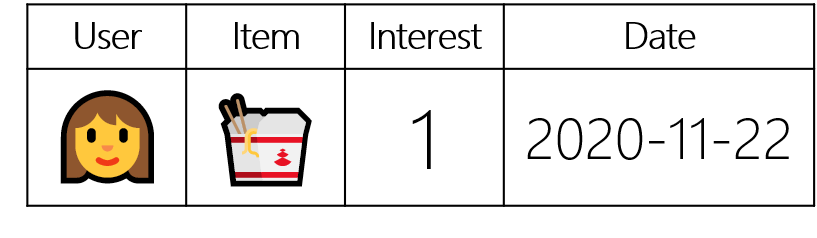 User Item Interest Date
1 2020-11-22